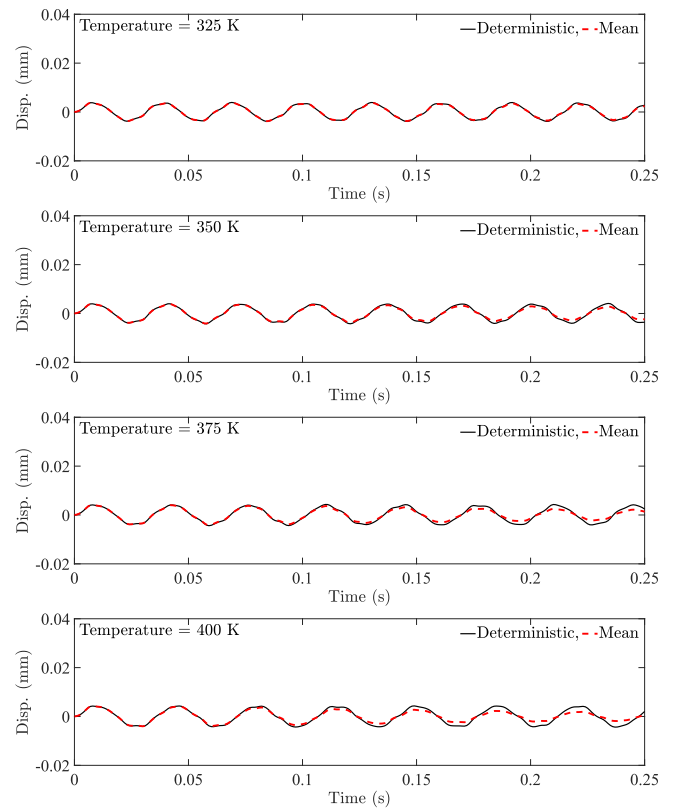 0.04
Temperature = 325 K
Deterministic, Mean
0.02
0
-0.02
Disp. (mm)
0 0.05 0.1 0.15 0.2 0.25
Time (s)
0.04
Temperature = 350 K
Deterministic, Mean
0.02
0
-0.02
Disp. (mm)
0 0.05 0.1 0.15 0.2 0.25
Time (s)
0.04
Temperature = 375 K
Deterministic, Mean
0.02
0
-0.02
Disp. (mm)
0 0.05 0.1 0.15 0.2 0.25
Time (s)
0.04
Temperature = 400 K
Deterministic, Mean
0.02
0
-0.02
Disp. (mm)
0 0.05 0.1 0.15 0.2 0.25
Time (s)